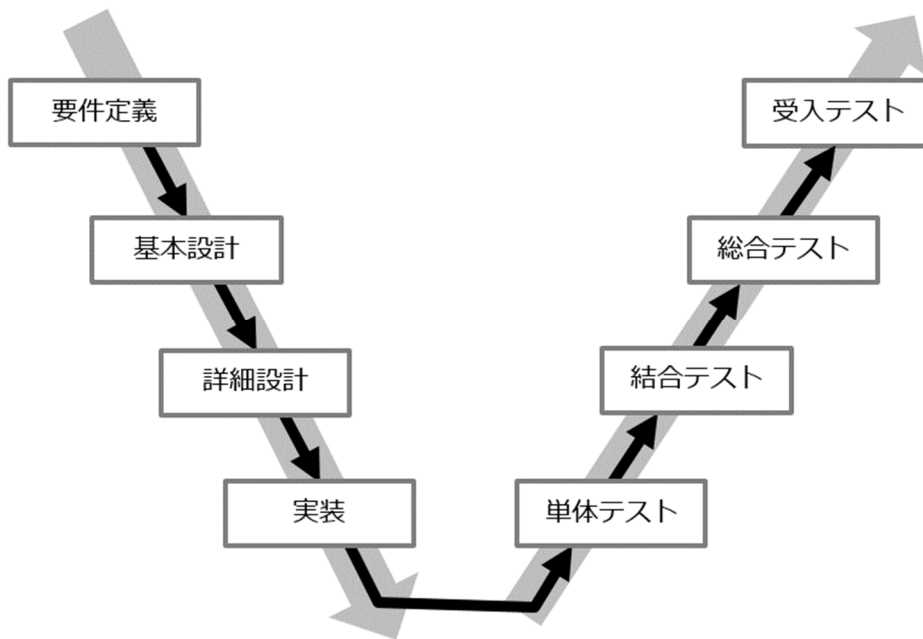 要件定義
基本設計
詳細設計
実装
単体テスト
結合テスト
総合テスト
受入テスト